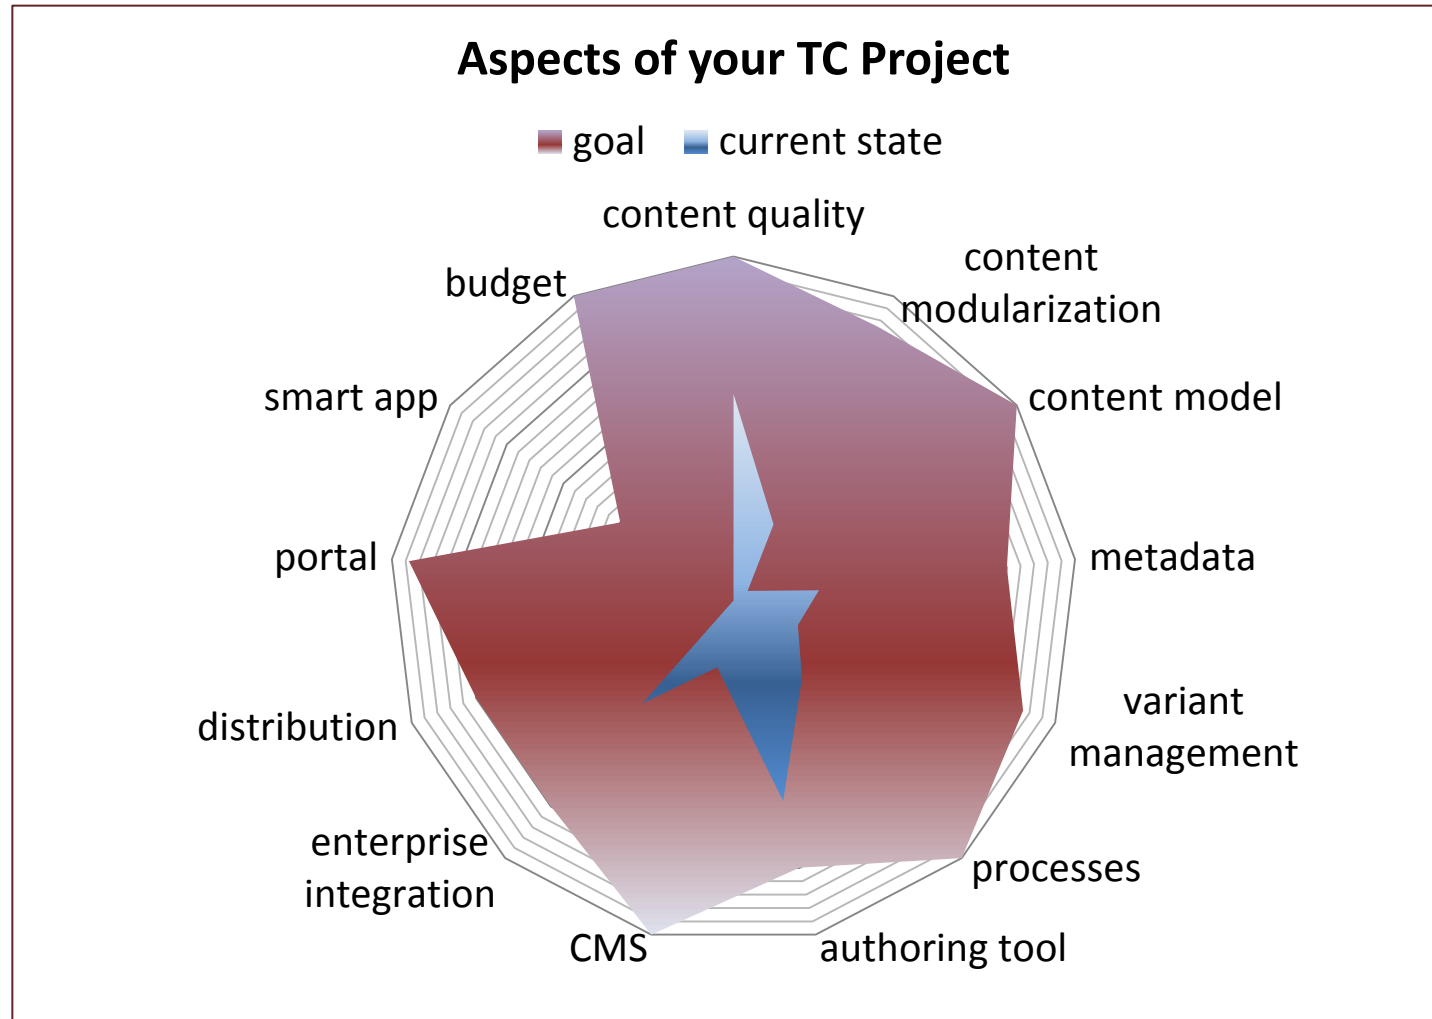 Aspects of your TC Project
goal
current state
content quality
content
modularization
content model
metadata
variant
management
processes
authoring tool
CMS
enterprise
integration
distribution
portal
smart app
budget